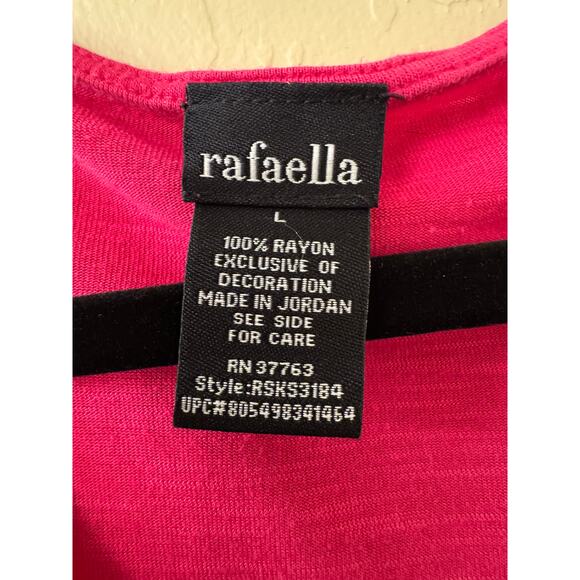 rafaella
L
100% RAYON
EXCLUSIVE OF
DECORATION
MADE IN JORDAN
SEE SIDE
FOR CARE
RN 37763
Style:RSKS3184
UPC#805498341464